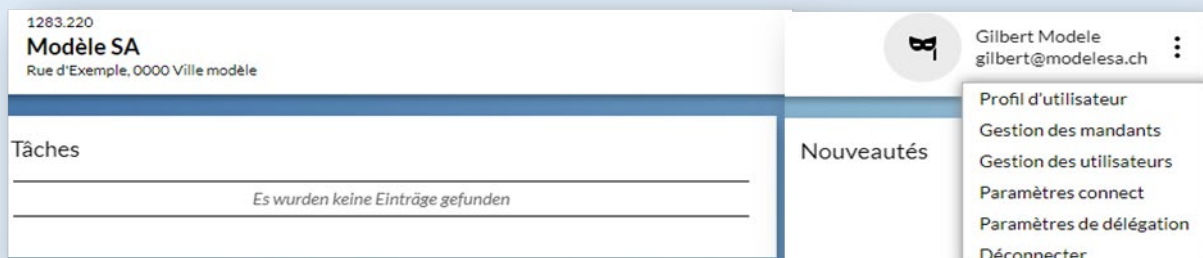 1283.220
Modèle SA
Rue d'Exemple, 0000 Ville modèle
Gilbert Modele
gilbert@modelesa.ch
Profil d'utilisateur
Gestion des mandants
Gestion des utilisateurs
Paramètres connect
Paramètres de délégation
Déconnecter
Tâches
Es wurden keine Einträge gefunden
Nouveautés